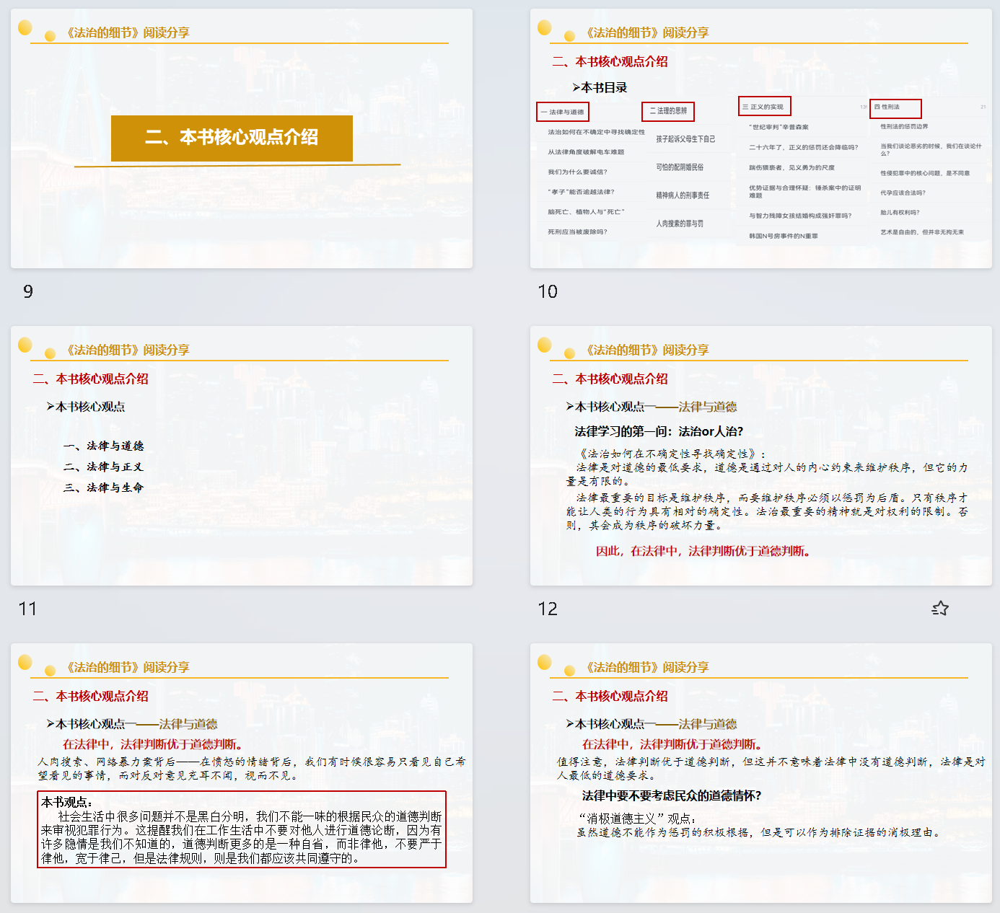 《法治的细节》阅读分享
二、本书核心观点介绍
9
《法治的细节》阅读分享
二、本书核心观点介绍
➢本书目录
一 法律与道德
法治如何在不确定中寻找确定性
从法律角度破解电车难题
我们为什么要诚信?
“孝子”能否逾越法律?
脑死亡、植物人与“死亡”
死刑应当被废除吗?
二 法理的思辨
孩子起诉父母生下自己
可怕的配阴婚民俗
精神病人的刑事责任
人肉搜索的罪与罚
三 正义的实现
“世纪审判”辛普森案
二十六年了，正义的惩罚还会降临吗?
踹伤猥亵者，见义勇为的尺度
优势证据与合理怀疑：锤杀案中的证明
难题
与智力残障女孩结婚构成强奸罪吗?
韩国N号房事件的N重罪
四 性刑法
21
性刑法的惩罚边界
当我们谈论恶劣的时候，我们在谈论什
么?
性侵犯罪中的核心问题，是不同意
代孕应该合法吗?
胎儿有权利吗?
艺术是自由的，但并非无拘无束
10
《法治的细节》阅读分享
二、本书核心观点介绍
➢本书核心观点
一、法律与道德
二、法律与正义
三、法律与生命
11
《法治的细节》阅读分享
二、本书核心观点介绍
➢本书核心观点一——法律与道德
法律学习的第一问：法治or人治?
《法治如何在不确定性寻找确定性》：
法律是对道德的最低要求，道德是通过对人的内心约束来维护秩序，但它的力
量是有限的。
法律最重要的目标是维护秩序，而要维护秩序必须以惩罚为后盾。只有秩序才
能让人类的行为具有相对的确定性。法治最重要的精神就是对权利的限制。否
则，其会成为秩序的破坏力量。
因此，在法律中，法律判断优于道德判断。
12
《法治的细节》阅读分享
二、本书核心观点介绍
➢本书核心观点一——法律与道德
在法律中，法律判断优于道德判断。
人肉搜索、网络暴力案背后——在愤怒的情绪背后，我们有时候很容易只看见自己希
望看见的事情，而对反对意见充耳不闻，视而不见。
本书观点：
社会生活中很多问题并不是黑白分明，我们不能一味的根据民众的道德判断
来审视犯罪行为。这提醒我们在工作生活中不要对他人进行道德论断，因为有
许多隐情是我们不知道的，道德判断更多的是一种自省，而非律他，不要严于
律他，宽于律己，但是法律规则，则是我们都应该共同遵守的。
《法治的细节》阅读分享
二、本书核心观点介绍
➢本书核心观点一——法律与道德
在法律中，法律判断优于道德判断。
值得注意，法律判断优于道德判断，但这并不意味着法律中没有道德判断，法律是对
人最低的道德要求。
法律中要不要考虑民众的道德情怀?
“消极道德主义”观点：
虽然道德不能作为惩罚的积极根据，但是可以作为排除证据的消极理由。